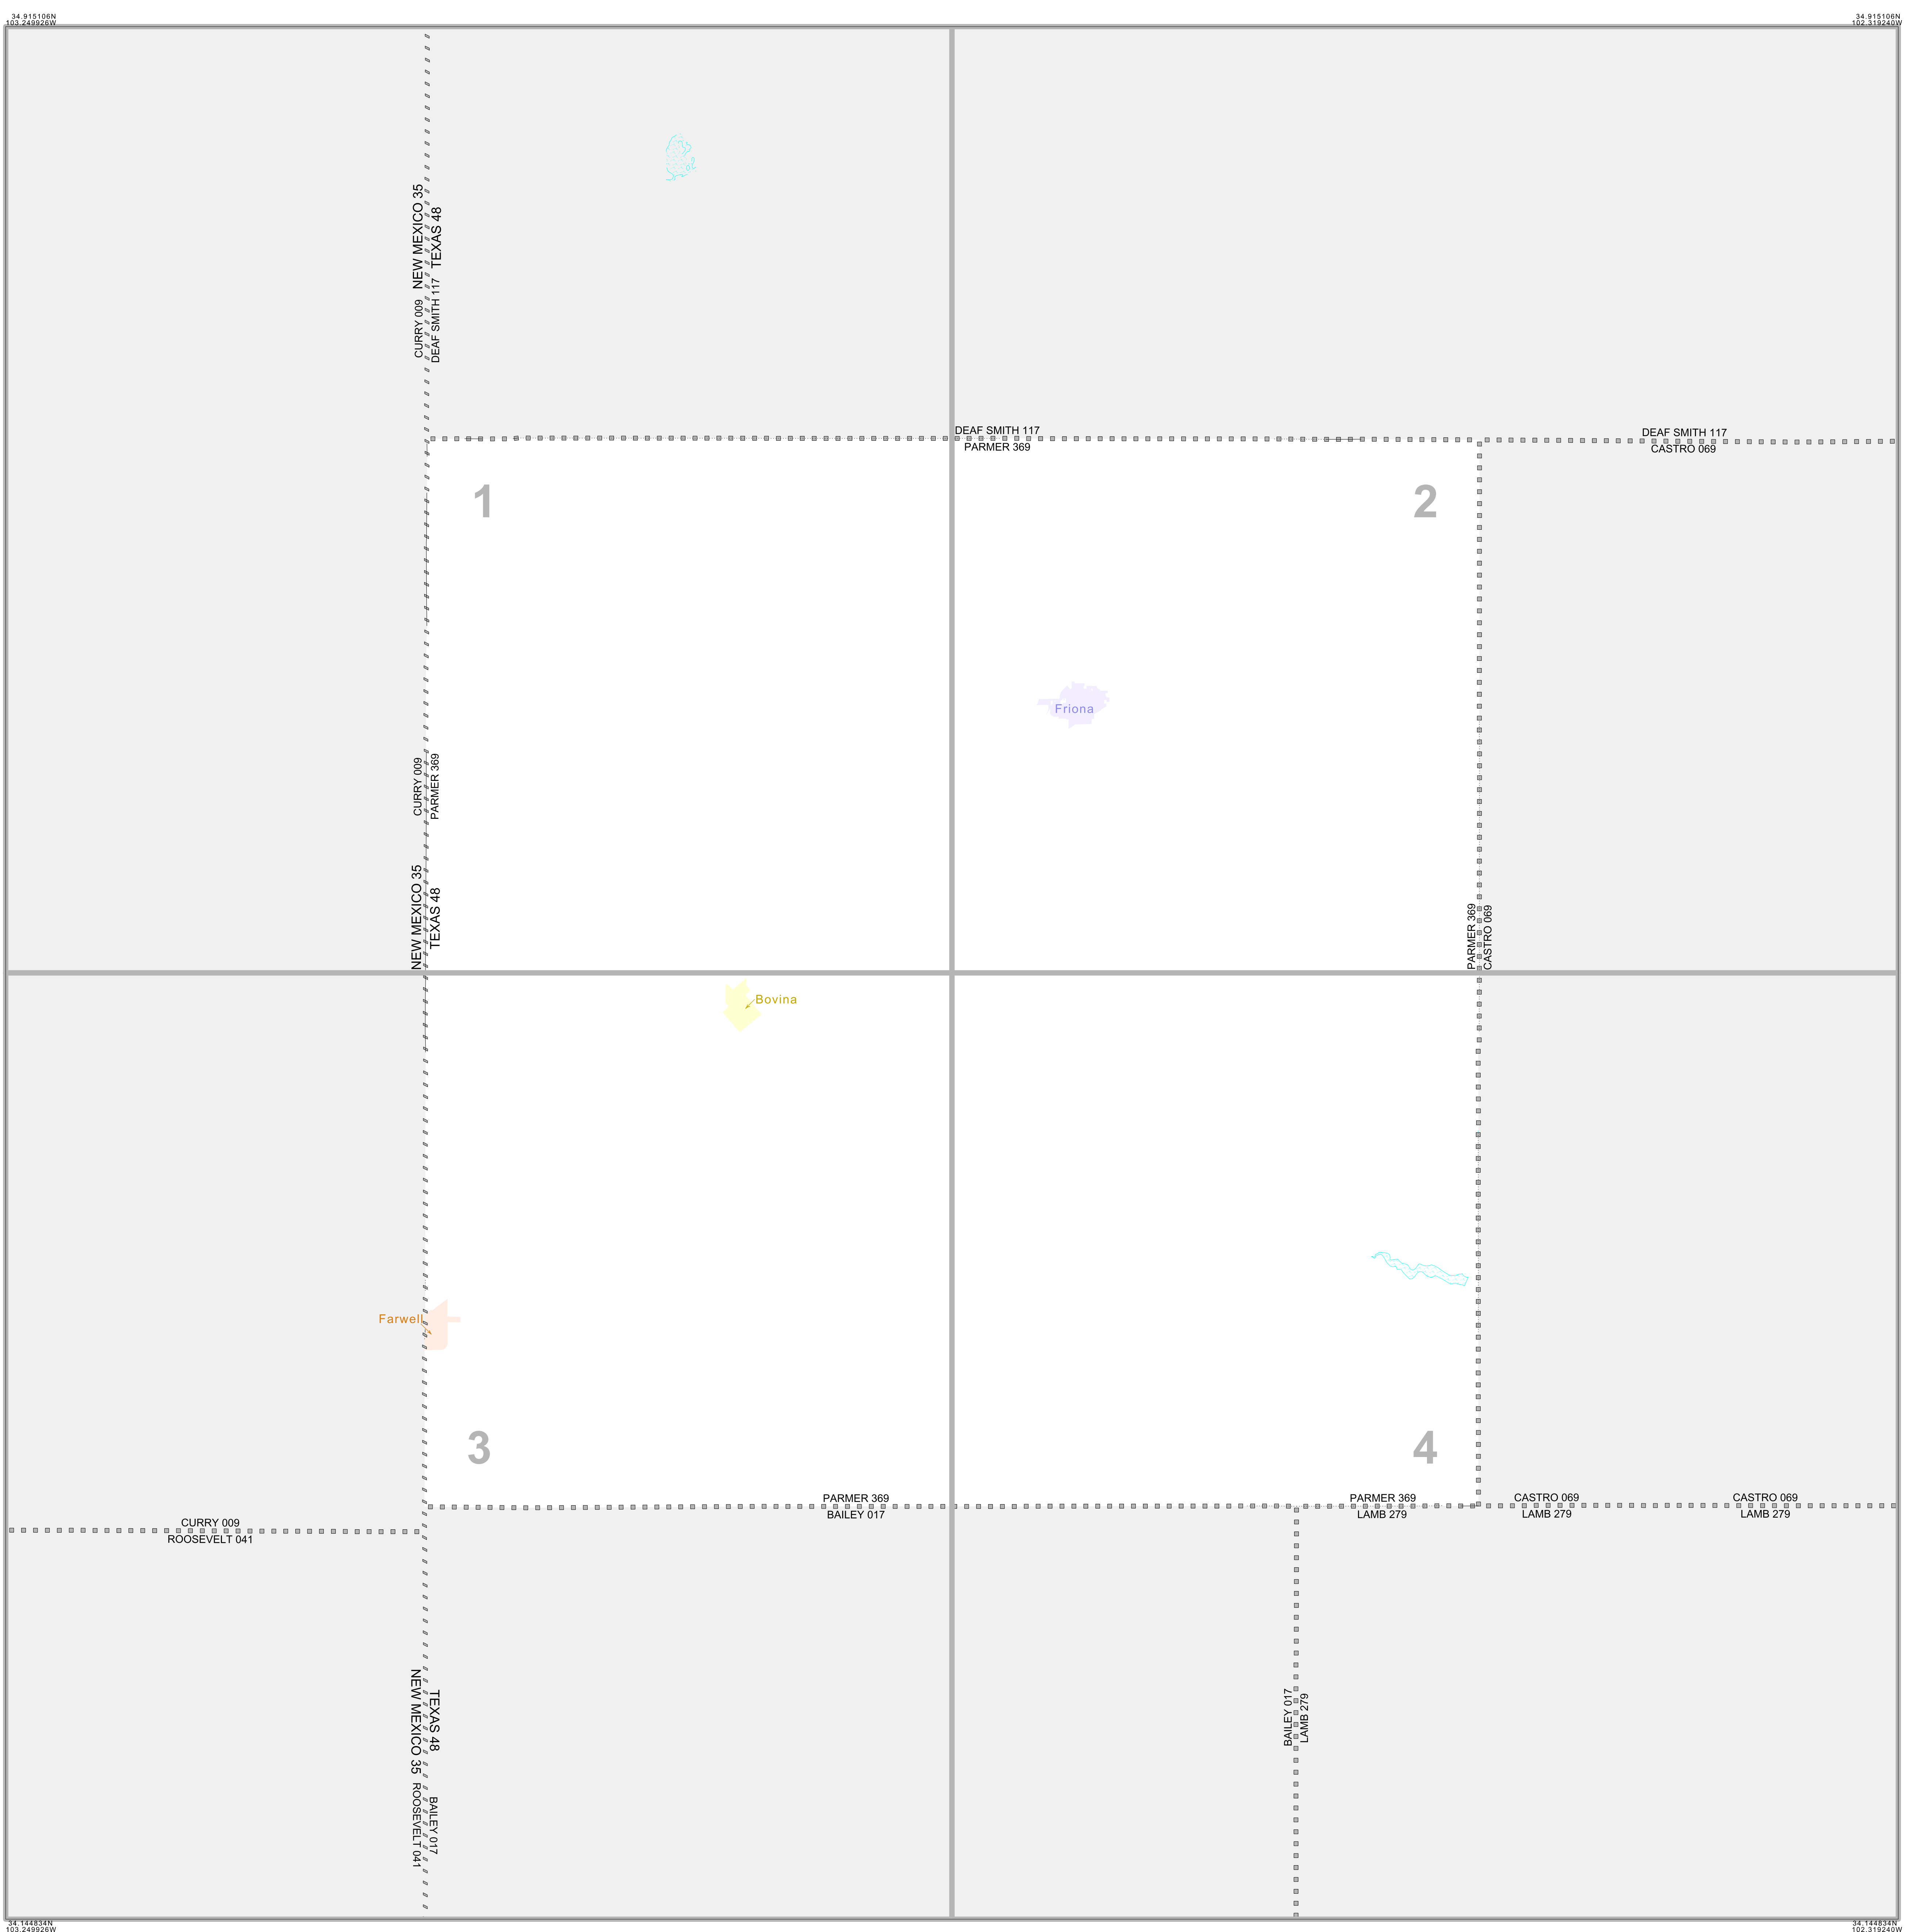 34.915106N
103.249926W
34.915106N
102.319240W
NEW MEXICO 35
TEXAS 48
CURRY 009
DEAF SMITH 117
DEAF SMITH 117
PARMER 369
DEAF SMITH 117
CASTRO 069
1
2
Friona
CURRY 009
PARMER 369
NEW MEXICO 35
TEXAS 48
PARMER 369
CASTRO 069
Bovina
Farwell
3
4
PARMER 369
BAILEY 017
PARMER 369
LAMB 279
CASTRO 069
LAMB 279
CASTRO 069
LAMB 279
CURRY 009
ROOSEVELT 041
NEW MEXICO 35
TEXAS 48
ROOSEVELT 041
BAILEY 017
BAILEY 017
LAMB 279
34.144834N
103.249926W
34.144834N
102.319240W